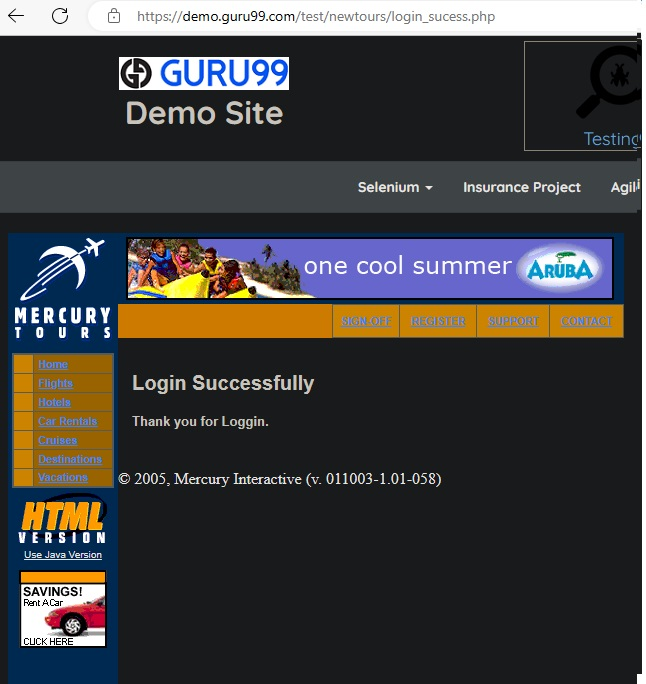 https://demo.guru99.com/test/newtours/login_sucess.php
GURU99
Demo Site
Testing
Selenium
Insurance Project
Agil
MERCURY
TOURS
one cool summer ARUBA
SIGN-OFF
REGISTER
SUPPORT
CONTACT
Home
Flights
Hotels
Car Rentals
Cruises
Destinations
Vacations
Login Successfully
Thank you for Loggin.
© 2005, Mercury Interactive (v. 011003-1.01-058)
HTML
VERSION
Use Java Version
SAVINGS!
Rent A Car
CLICK HERE